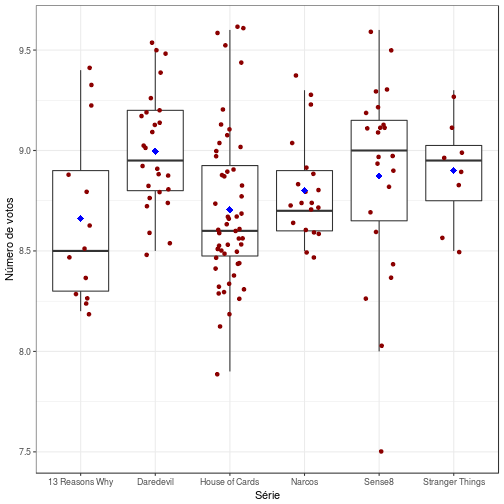 Número de votos
9.5
9.0
8.5
8.0
7.5
13 Reasons Why
Daredevil
House of Cards
Narcos
Sense8
Stranger Things
Série